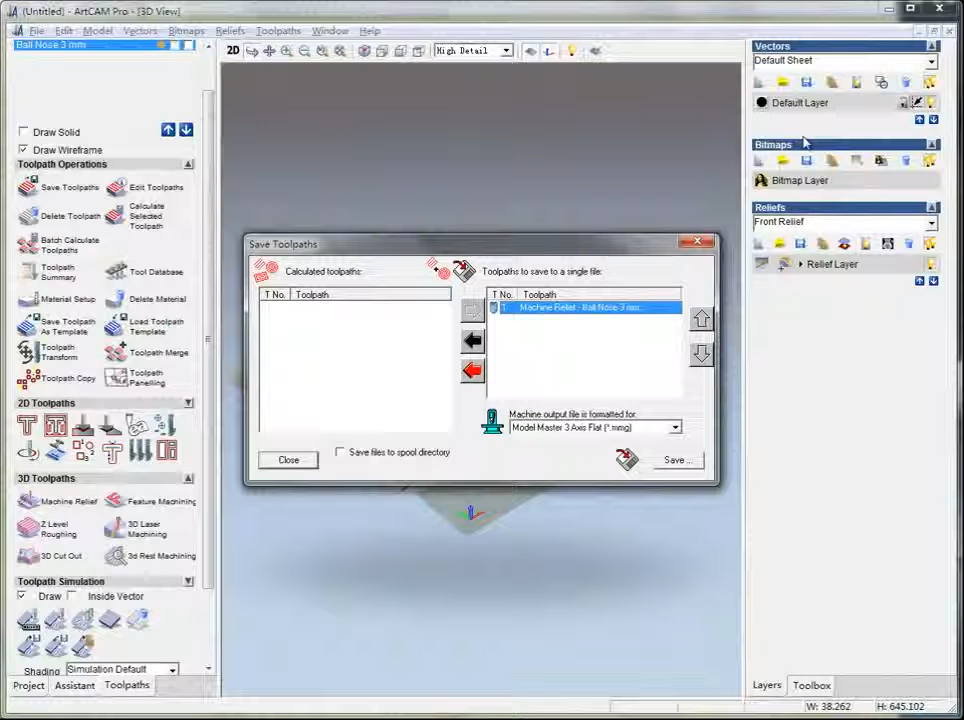 (Untitled) - ArtCAM Pro - [3D View]
File Edit Model Vectors Bitmaps Reliefs Toolpaths Window Help
Ball Nose 3 mm
2D
High Detail
Draw Solid
Draw Wireframe
Toolpath Operations
Save Toolpaths
Edit Toolpaths
Delete Toolpath
Calculate
Selected
Toolpath
Batch Calculate
Toolpaths
Toolpath
Summary
Tool Database
Material Setup
Delete Material
Save Toolpath
As Template
Load Toolpath
Template
Toolpath
Transform
Toolpath Merge
Toolpath Copy
Toolpath
Panelling
2D Toolpaths
3D Toolpaths
Machine Relief
Feature Machining
Z Level
Roughing
3D Laser
Machining
3D Cut Out
3d Rest Machining
Toolpath Simulation
Draw
Inside Vector
Shading
Simulation Default
Project
Assistant
Toolpaths
Save Toolpaths
Calculated toolpaths:
T No. Toolpath
Toolpaths to save to a single file:
T No. Toolpath
1 Machine Relief - Ball Nose 3 mm
Machine output file is formatted for:
Model Master 3 Axis Flat (*.mmg)
Save files to spool directory
Close
Save ...
Vectors
Default Sheet
Default Layer
Bitmaps
Bitmap Layer
Reliefs
Front Relief
Relief Layer
Layers
Toolbox
W: 38.262
H: 645.102